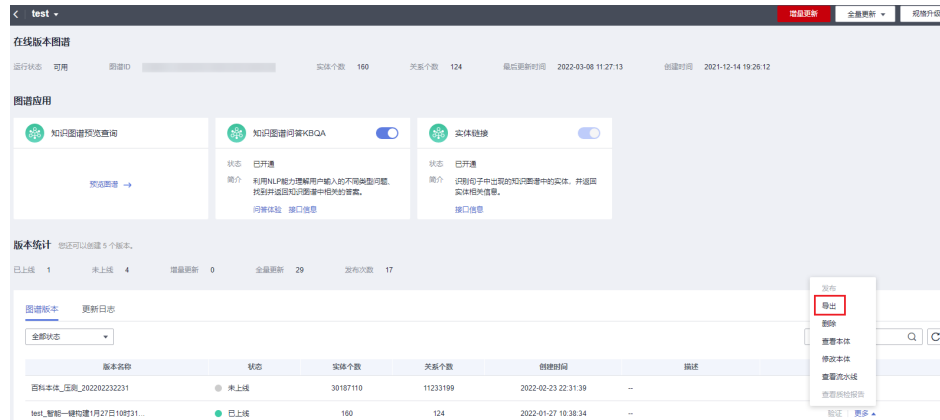 test
增量更新 全量更新 规格升级
在线版本图谱
运行状态 可用 图谱ID 实体个数 160 关系个数 124 最后更新时间 2022-03-08 11:27:13 创建时间 2021-12-14 19:26:12
图谱应用
知识图谱预览查询
预览图谱 →
知识图谱问答KBQA
状态 已开通
简介 利用NLP能力理解用户输入的不同类型问题、
找到并返回知识图谱中相关的答案。
问答体验 接口信息
实体链接
状态 已开通
简介 识别句子中出现的知识图谱中的实体、并返回
实体相关信息。
接口信息
版本统计 您还可以创建 5 个版本。
已上线 1 未上线 4 增量更新 0 全量更新 29 发布次数 17
图谱版本 更新日志
全部状态
发布
导出
删除
查看本体
修改本体
查看流水线
查看质检报告
版本名称 状态 实体个数 关系个数 创建时间 描述
百科本体_压测_202202232231 未上线 30187110 11233199 2022-02-23 22:31:39 --
test_智能一键构建1月27日10时31... 已上线 160 124 2022-01-27 10:38:34 -- 验证 更多